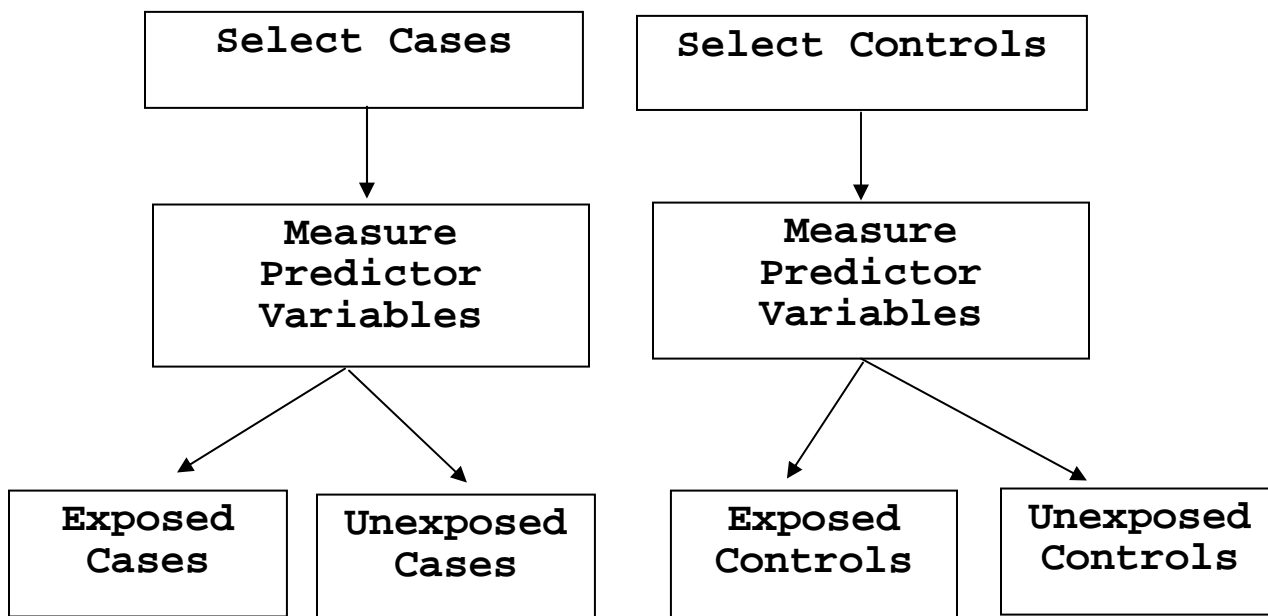 Select Cases
Select Controls
Measure
Predictor
Variables
Measure
Predictor
Variables
Exposed
Cases
Unexposed
Cases
Exposed
Controls
Unexposed
Controls